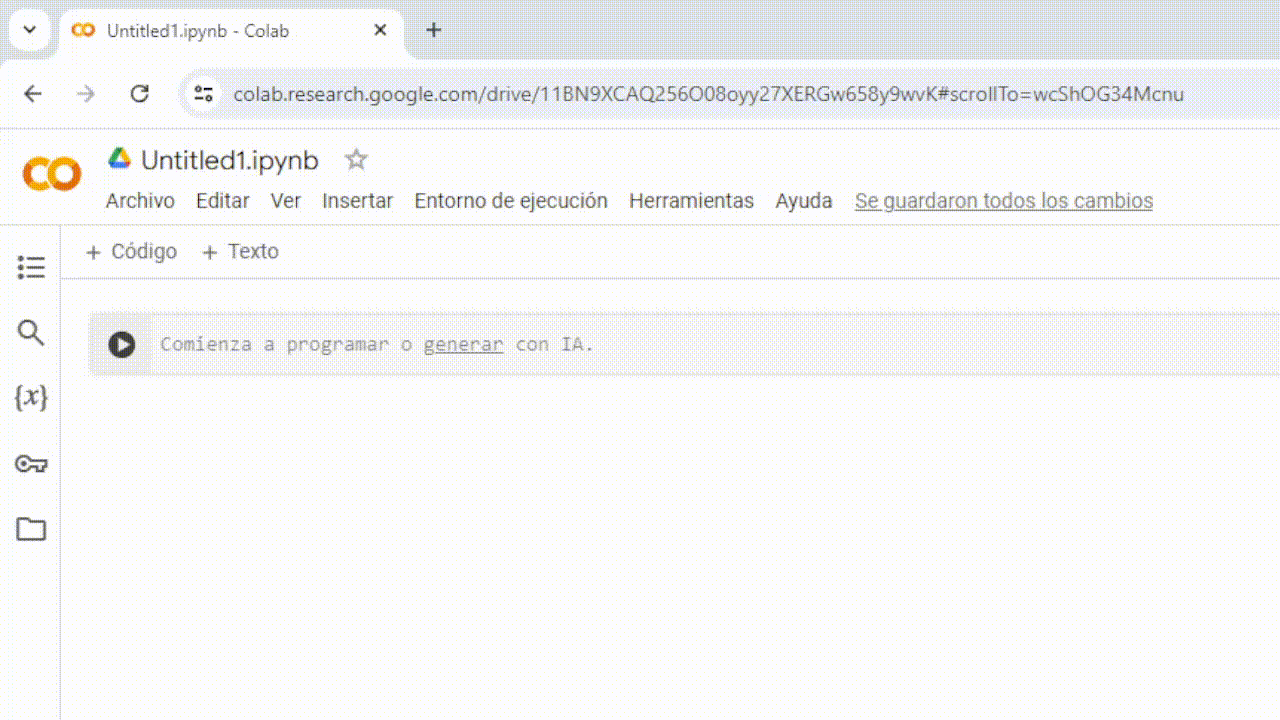 Untitled1.ipynb - Colab
colab.research.google.com/drive/11BN9XCAQ256O08oyy27XERGw658y9wvK#scrollTo=wcShOG34Mcnu
Untitled1.ipynb
Archivo Editar Ver Insertar Entorno de ejecución Herramientas Ayuda Se guardaron todos los cambios
+ Código + Texto
Comienza a programar o generar con IA.
{x}